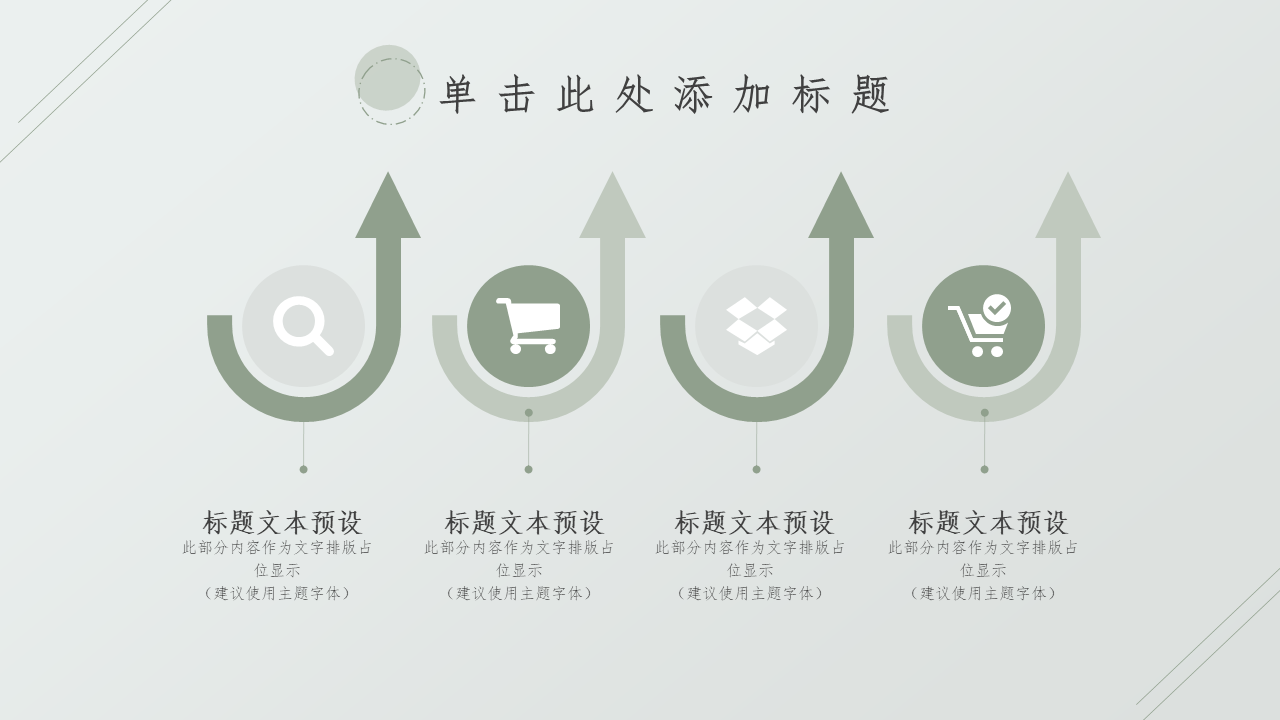 单击此处添加标题
标题文本预设
此部分内容作为文字排版占
位显示
（建议使用主题字体）
标题文本预设
此部分内容作为文字排版占
位显示
（建议使用主题字体）
标题文本预设
此部分内容作为文字排版占
位显示
（建议使用主题字体）
标题文本预设
此部分内容作为文字排版占
位显示
（建议使用主题字体）